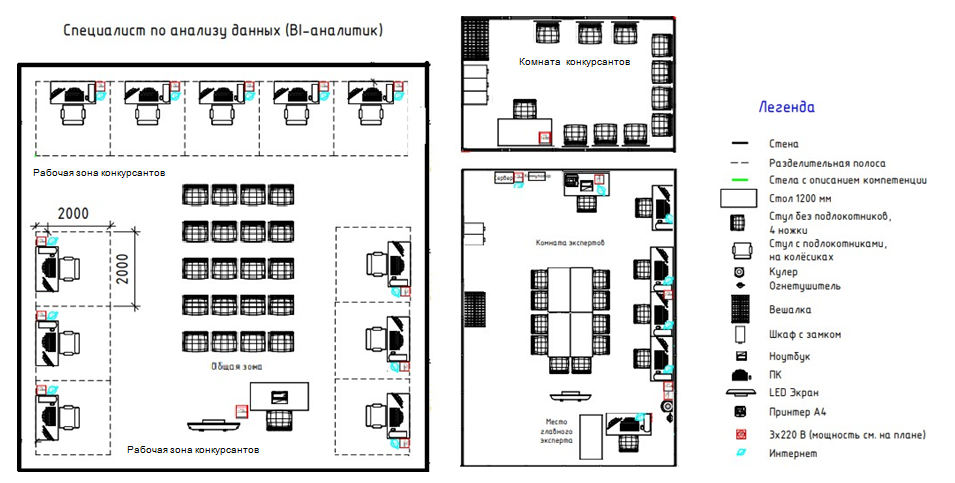 Специалист по анализу данных (BI-аналитик)
Рабочая зона конкурсантов
2000
2000
Общая зона
Рабочая зона конкурсантов
Комната конкурсантов
Сервер
Комната экспертов
Место
главного
эксперта
Легенда
Стена
Разделительная полоса
Стела с описанием компетенции
Стол 1200 мм
Стул без подлокотников,
4 ножки
Стул с подлокотниками,
на колёсиках
Кулер
Огнетушитель
Вешалка
Шкаф с замком
Ноутбук
ПК
LED Экран
Принтер А4
3х220 В (мощность см. на плане)
Интернет